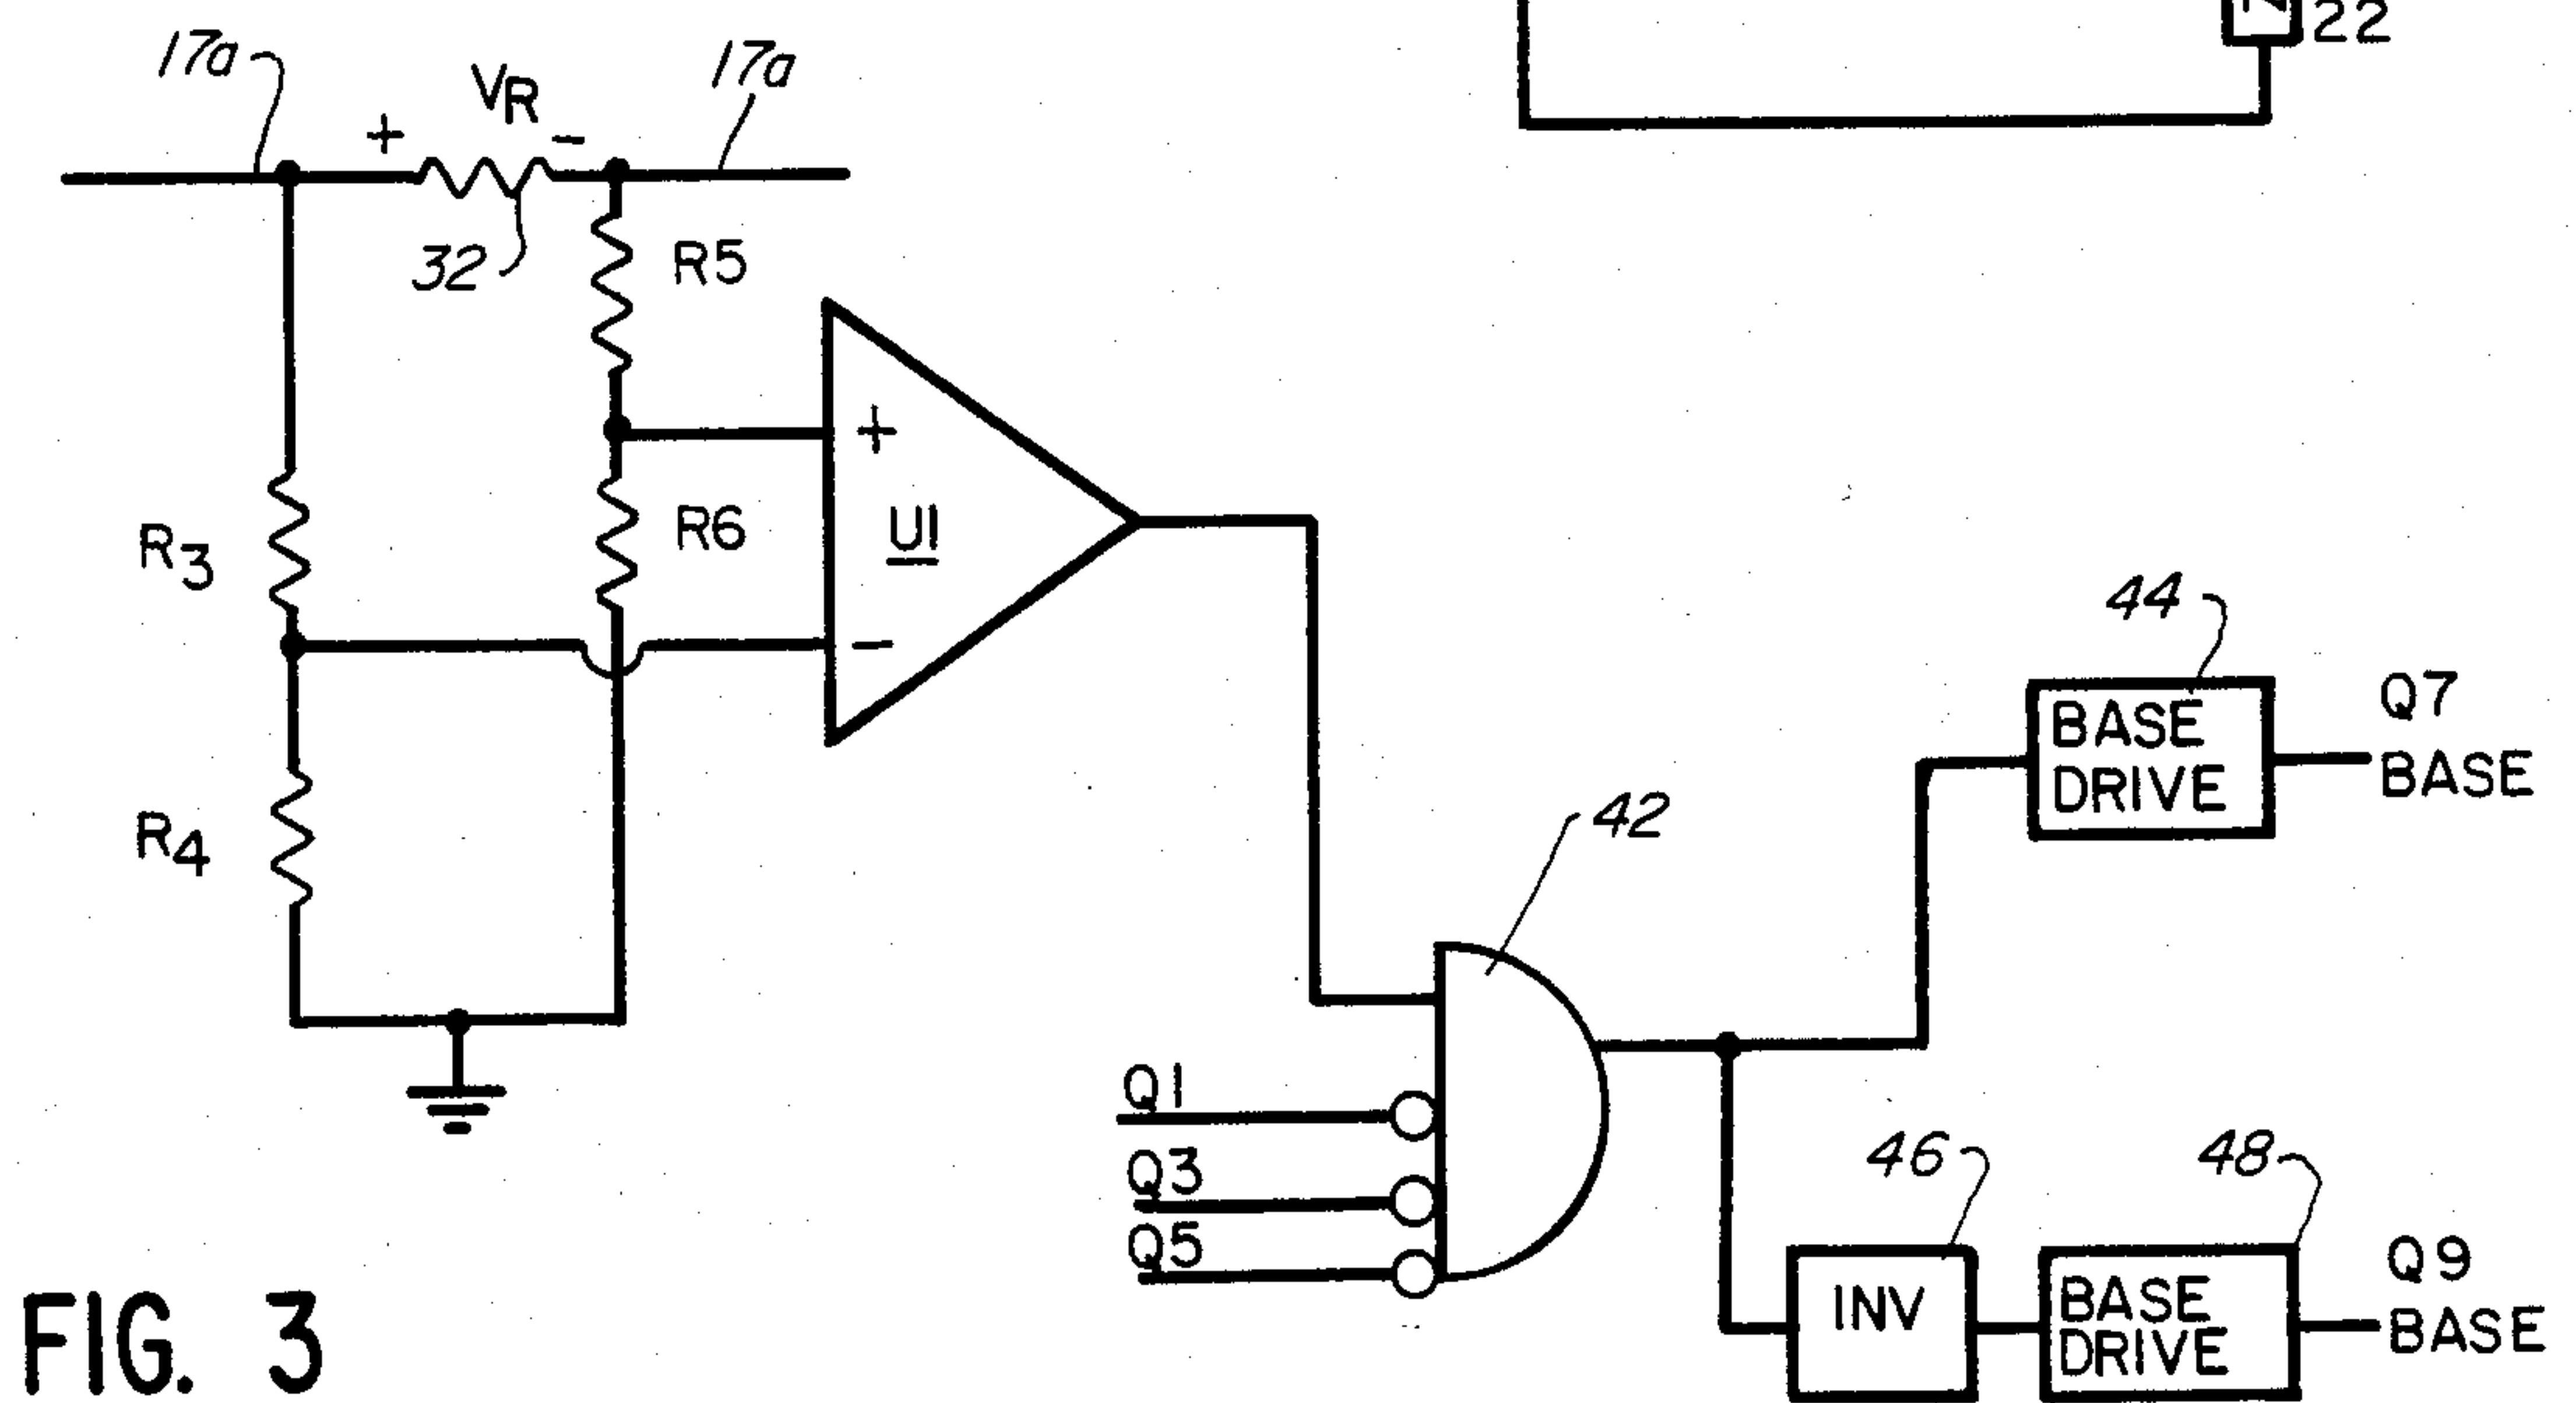 22
17a
VR
17a
+
-
32
R5
+
UI
R6
R3
-
44
BASE
DRIVE
Q7
BASE
42
R4
Q1
Q3
Q5
46
48
INV
BASE
DRIVE
Q9
BASE
FIG. 3